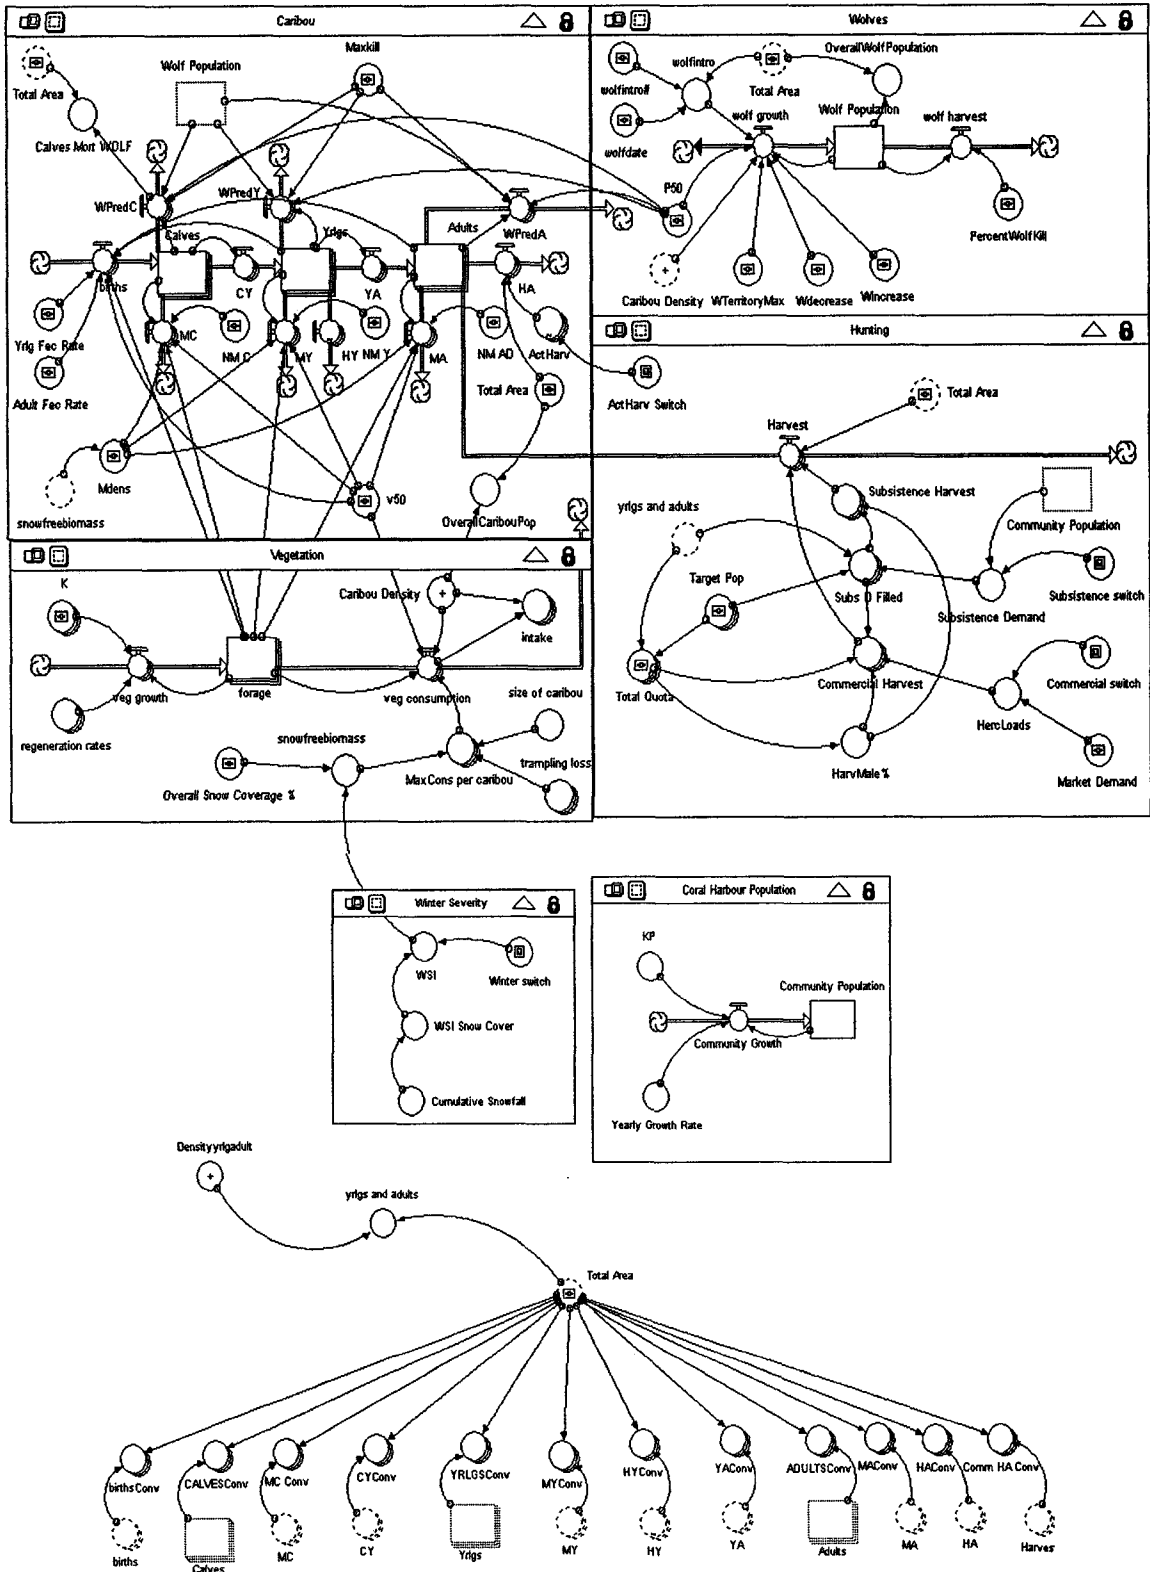 Caribou
Maxkill
Wolf Population
Total Area
Calves Mort WOLF
WPredC
WPredY
Calves
Yrlgs
Adults
WPredA
births
CY
YA
HA
Yrlg Fec Rate
MC
NM C
MY
HY
NM Y
MA
NM AD
ActHarv
Adult Fec Rate
Total Area
Mdens
v50
snowfreebiomass
OverallCaribouPop
Wolves
OverallWolfPopulation
wolfintro
wolfintro#
Total Area
Wolf Population
wolf growth
wolf harvest
wolfdate
P50
PercentWolfKill
Caribou Density
WTerritoryMax
Wdecrease
Wincrease
Hunting
ActHarv Switch
Total Area
Harvest
Subsistence Harvest
yrlgs and adults
Community Population
Target Pop
Subs D Filled
Subsistence Demand
Subsistence switch
Total Quota
Commercial Harvest
Commercial switch
HercLoads
HarvMale %
Market Demand
Vegetation
K
Caribou Density
intake
veg growth
forage
veg consumption
size of caribou
regeneration rates
snowfreebiomass
trampling loss
Overall Snow Coverage %
MaxCons per caribou
Winter Severity
WSI
Winter switch
WSI Snow Cover
Cumulative Snowfall
Coral Harbour Population
KP
Community Population
Community Growth
Yearly Growth Rate
Densityyrlgadult
yrlgs and adults
Total Area
birthsConv
CALVESConv
MC Conv
CYConv
YRLGSConv
MYConv
HYConv
YAConv
ADULTSConv
MAConv
HAConv
Comm HA Conv
births
Calves
MC
CY
Yrlgs
MY
HY
YA
Adults
MA
HA
Harves